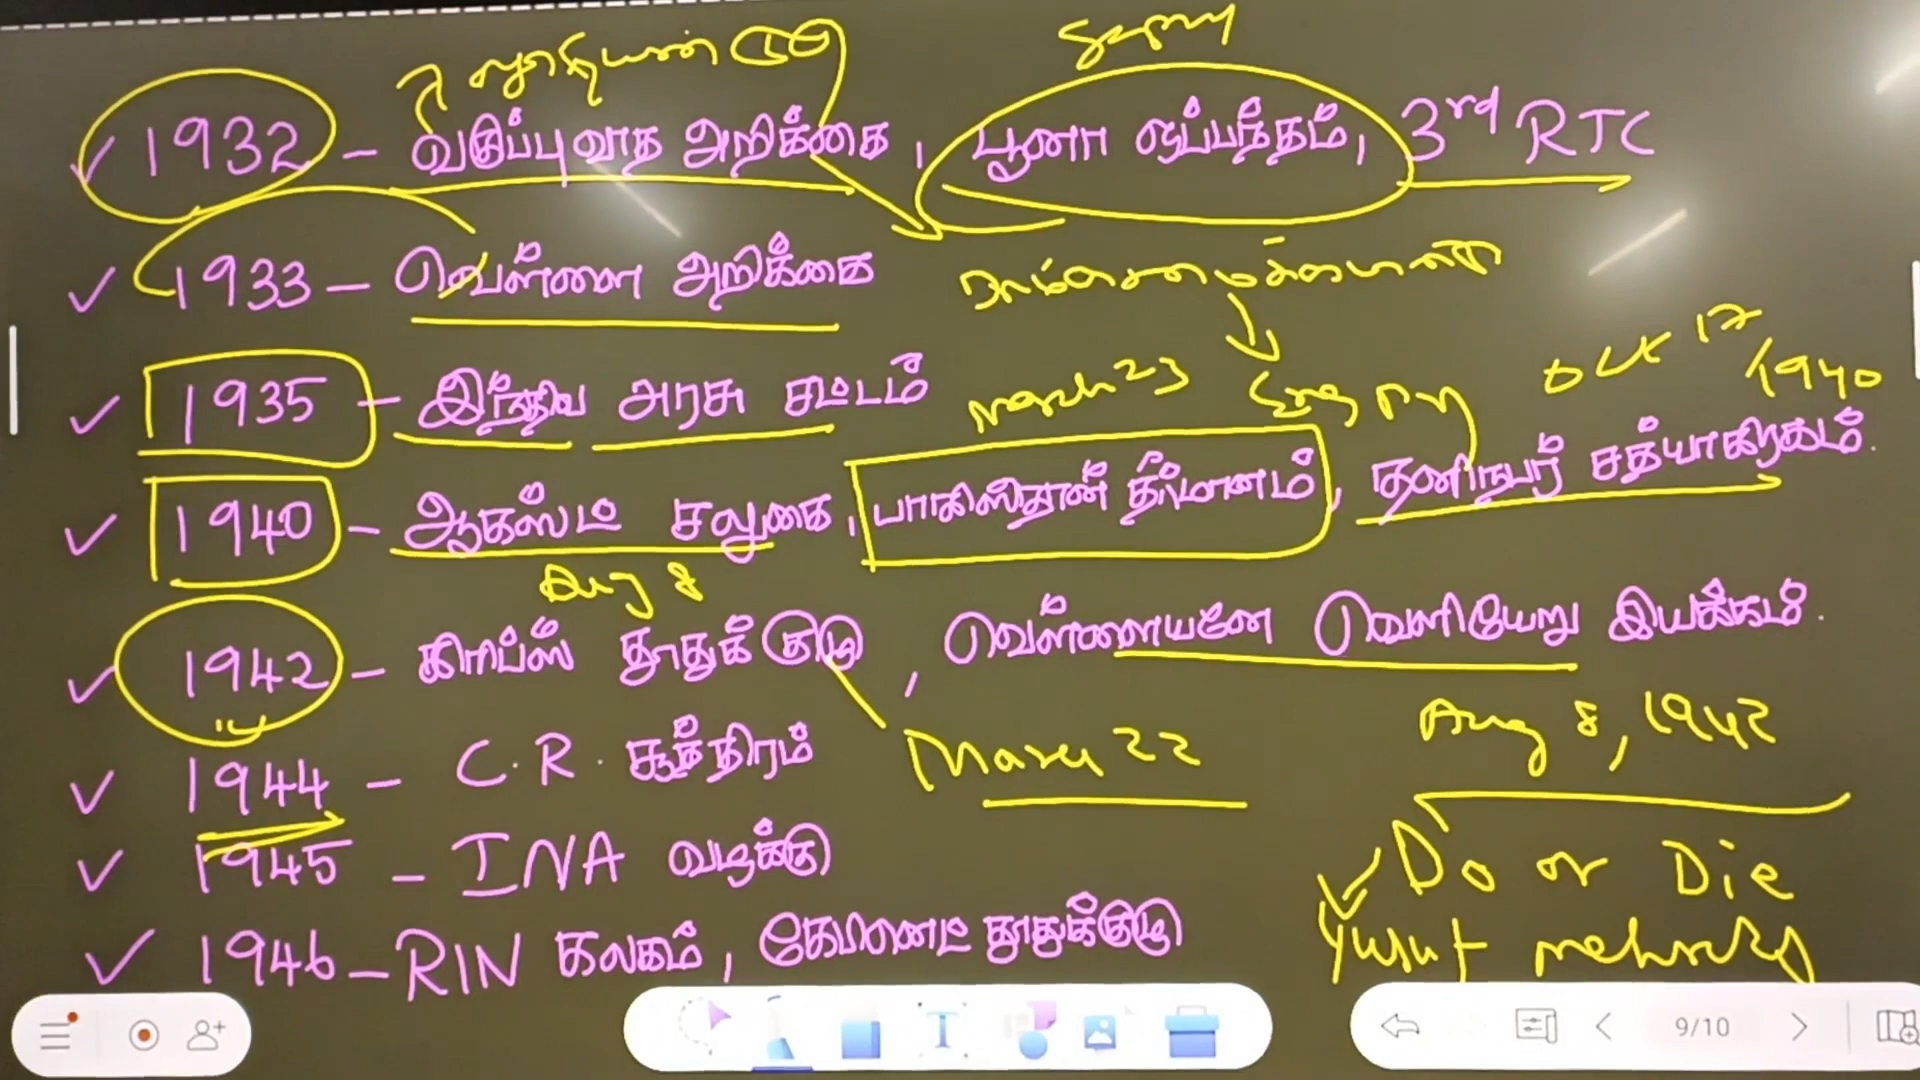 1932 - வகுப்புவாத அறிக்கை, பூனா ஒப்பந்தம், 3rd RTC
1933 - வெள்ளை அறிக்கை
March 23
Oct 17/1940
1935 - இந்திய அரசு சட்டம்
1940 - ஆகஸ்ட் சலுகை, பாகிஸ்தான் தீர்மானம், தனிநபர் சத்யாகிரகம்.
Aug 8
1942 - கிரிப்ஸ் தூதுக்குழு, வெள்ளையனே வெளியேறு இயக்கம்.
Aug 8, 1942
1944 - C.R. சூத்திரம்
22
1945 - INA வழக்கு
Do or Die
1946 - RIN கலகம், கேபினட் தூதுக்குழு
9/10